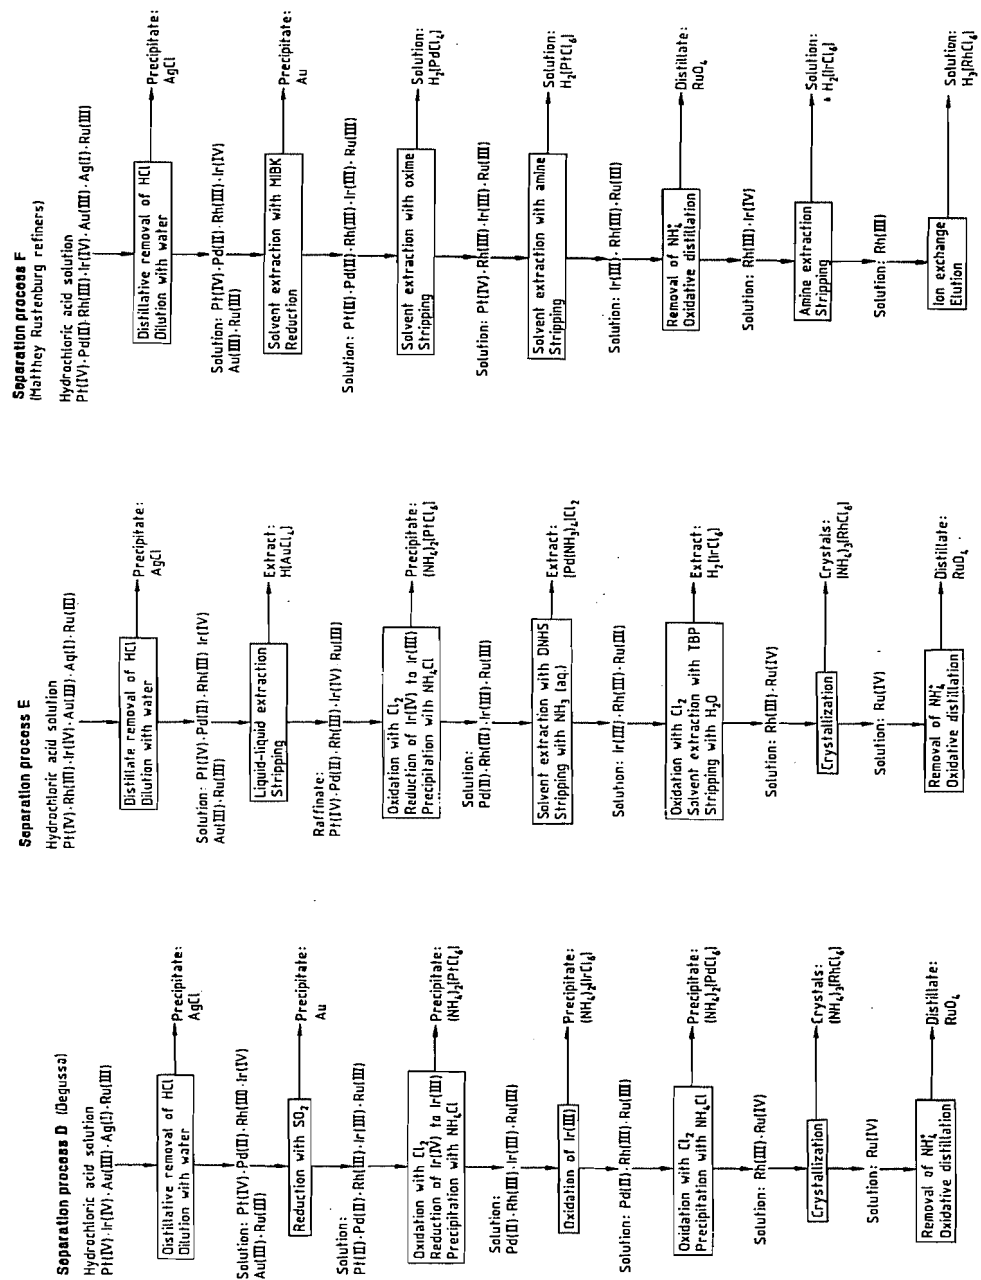 Separation process D (Degussa)
Hydrochloric acid solution
Pt(IV)·Ir(IV)·Au(III)·Ag(I)·Ru(III)
Distillative removal of HCl
Dilution with water
Precipitate:
AgCl
Solution: Pt(IV)·Pd(II)·Rh(III)·Ir(IV)
Au(III)·Ru(III)
Reduction with SO₂
Precipitate:
Au
Solution:
Pt(II)·Pd(II)·Rh(III)·Ir(III)·Ru(III)
Oxidation with Cl₂
Reduction of Ir(IV) to Ir(III)
Precipitation with NH₄Cl
Precipitate:
(NH₄)₂[PtCl₆]
Solution:
Pd(II)·Rh(III)·Ir(III)·Ru(III)
Oxidation of Ir(III)
Precipitate:
(NH₄)₂[IrCl₆]
Solution: Pd(II)·Rh(III)·Ru(III)
Oxidation with Cl₂
Precipitation with NH₄Cl
Precipitate:
(NH₄)₂[PdCl₆]
Solution: Rh(III)·Ru(IV)
Crystallization
Crystals:
(NH₄)₃[RhCl₆]
Solution: Ru(IV)
Removal of NH₄⁺
Oxidative distillation
Distillate:
RuO₄
Separation process E
Hydrochloric acid solution
Pt(IV)·Rh(III)·Ir(IV)·Au(III)·Ag(I)·Ru(III)
Distillate removal of HCl
Dilution with water
Precipitate:
AgCl
Solution: Pt(IV)·Pd(II)·Rh(III) Ir(IV)
Au(III)·Ru(III)
Liquid-liquid extraction
Stripping
Extract:
H(AuCl₄)
Raffinate:
Pt(IV)·Pd(II)·Rh(III)·Ir(IV)·Ru(III)
Oxidation with Cl₂
Reduction of Ir(IV) to Ir(III)
Precipitation with NH₄Cl
Precipitate:
(NH₄)₂[PtCl₆]
Solution:
Pd(II)·Rh(III)·Ir(III)·Ru(III)
Solvent extraction with DNHS
Stripping with NH₃ (aq.)
Extract:
[Pd(NH₃)₄]Cl₂
Solution: Ir(III)·Rh(III)·Ru(III)
Oxidation with Cl₂
Solvent extraction with TBP
Stripping with H₂O
Extract:
H₂[IrCl₆]
Solution: Rh(III)·Ru(IV)
Crystallization
Crystals:
(NH₄)₃[RhCl₆]
Solution: Ru(IV)
Removal of NH₄⁺
Oxidative distillation
Distillate:
RuO₄
Separation process F
(Matthey Rustenburg refiners)
Hydrochloric acid solution
Pt(IV)·Pd(II)·Rh(III)·Ir(IV)·Au(III)·Ag(I)·Ru(III)
Distillative removal of HCl
Dilution with water
Precipitate:
AgCl
Solution: Pt(IV)·Pd(II)·Rh(III)·Ir(IV)
Au(III)·Ru(III)
Solvent extraction with MIBK
Reduction
Precipitate:
Au
Solution: Pt(II)·Pd(II)·Rh(III)·Ir(III)·Ru(III)
Solvent extraction with oxime
Stripping
Solution:
H₂[PdCl₄]
Solution: Pt(IV)·Rh(III)·Ir(III)·Ru(III)
Solvent extraction with amine
Stripping
Solution:
H₂[PtCl₆]
Solution: Ir(III)·Rh(III)·Ru(III)
Removal of NH₄⁺
Oxidative distillation
Distillate:
RuO₄
Solution: Rh(III)·Ir(IV)
Amine extraction
Stripping
Solution:
H₂[IrCl₆]
Solution: Rh(III)
Ion exchange
Elution
Solution:
H₃[RhCl₆]